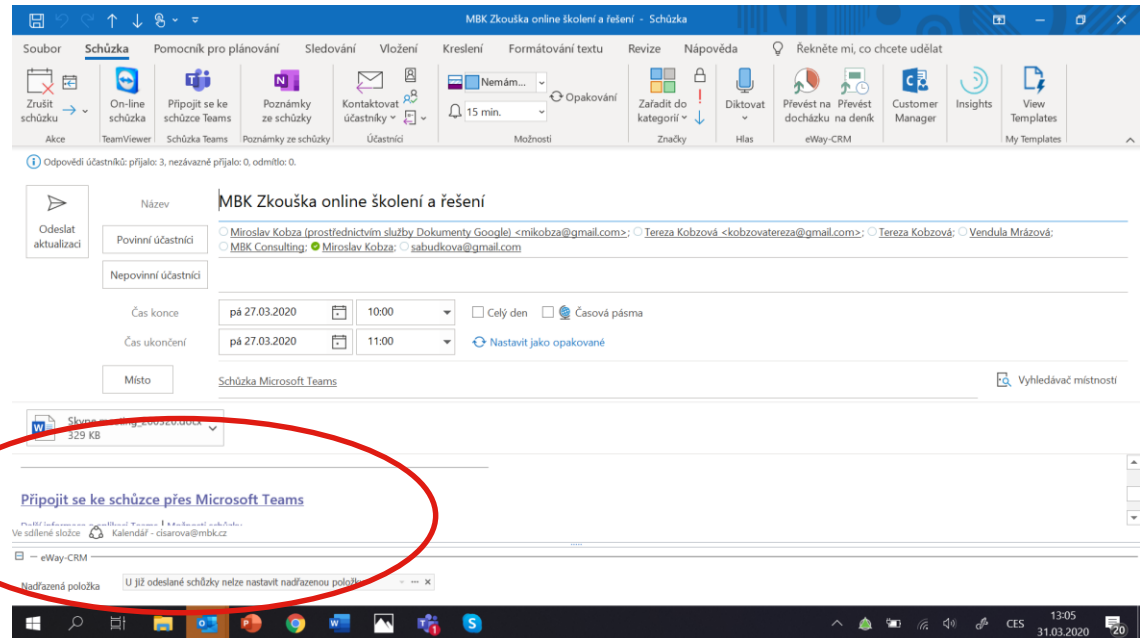 MBK Zkouška online školení a řešení - Schůzka
Soubor Schůzka Pomocník pro plánování Sledování Vložení Kreslení Formátování textu Revize Nápověda Řekněte mi, co chcete udělat
Zrušit schůzku
On-line schůzka
Připojit se ke schůzce Teams
Poznámky ze schůzky
Kontaktovat účastníky
Nemám...
15 min.
Opakování
Zařadit do kategorií
Diktovat
Převést na docházku
Převést na deník
Customer Manager
Insights
View Templates
Akce TeamViewer Schůzka Teams Poznámky ze schůzky Účastníci Možnosti Značky Hlas eWay-CRM My Templates
Odpovědi účastníků: přijalo: 3, nezávazně přijalo: 0, odmítlo: 0.
Odeslat aktualizaci
Název MBK Zkouška online školení a řešení
Povinní účastníci Miroslav Kobza (prostřednictvím služby Dokumenty Google) <mikobza@gmail.com>; Tereza Kobzová <kobzovatereza@gmail.com>; Tereza Kobzová; Vendula Mrázová;
MBK Consulting; Miroslav Kobza; sabudkova@gmail.com
Nepovinní účastníci
Čas konce pá 27.03.2020 10:00 Celý den Časová pásma
Čas ukončení pá 27.03.2020 11:00 Nastavit jako opakované
Místo Schůzka Microsoft Teams Vyhledávač místností
329 KB
Připojit se ke schůzce přes Microsoft Teams
Ve sdílené složce Kalendář - cisarova@mbk.cz
eWay-CRM
Nadřazená položka U již odeslané schůzky nelze nastavit nadřazenou
CES 13:05
31.03.2020 20